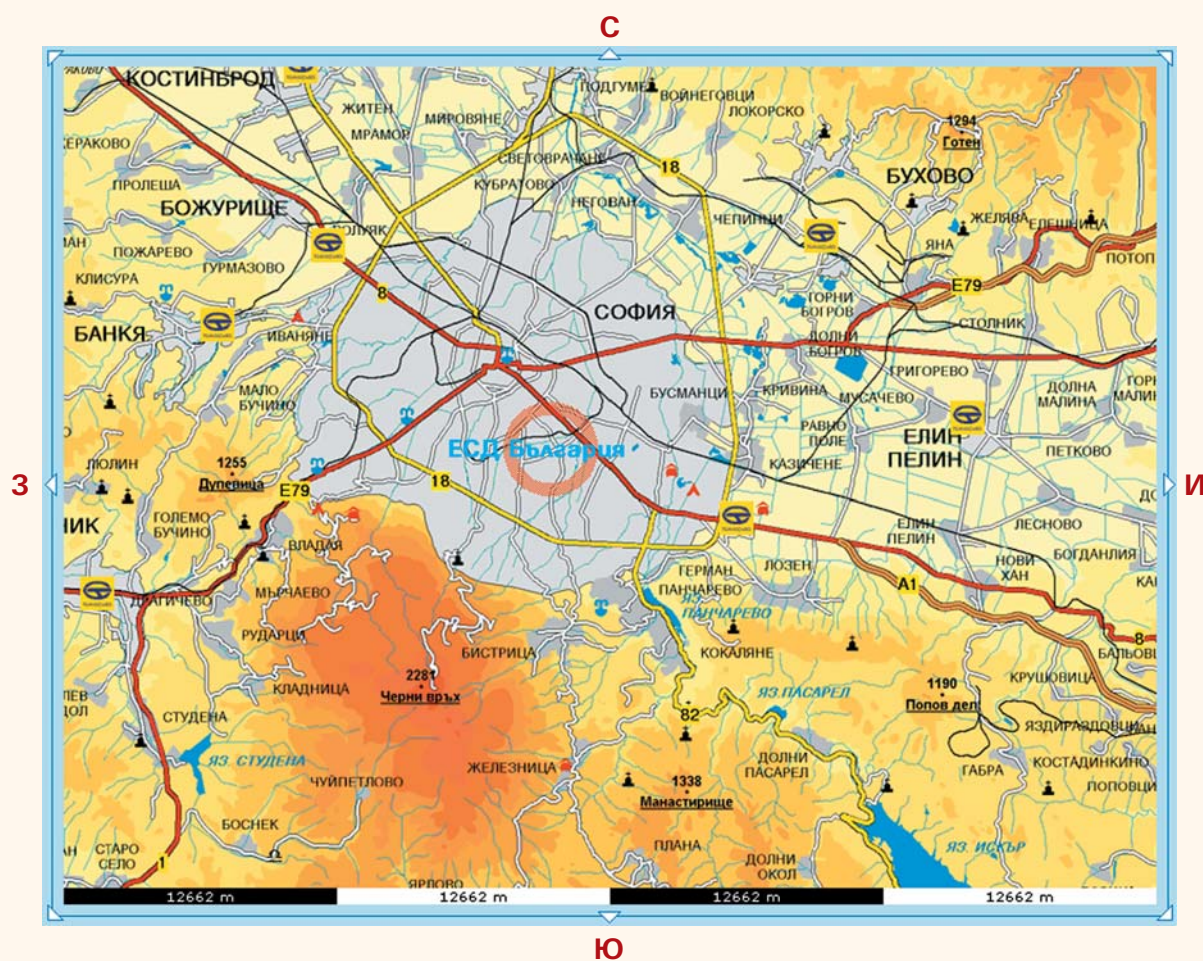 С
КОСТИНБРОД
ЖИТЕН
МРАМОР
МИРОВЯНЕ
ПОДГУМЕР
ВОЙНЕГОВЦИ
ЛОКОРСКО
1294
Готен
БУХОВО
СВЕТОВРАЧАНЕ
18
КУБРАТОВО
НЕГОВАН
ПРОЛЕША
БОЖУРИЩЕ
ЧЕПИНЦИ
ЖЕЛЯВА
ЕЛЕШНИЦА
ЯНА
ПОТОП
ПОЖАРЕВО
ГУРМАЗОВО
КЛИСУРА
8
E79
СОФИЯ
ГОРНИ
БОГРОВ
СТОЛНИК
БАНКЯ
ИВАНЯНЕ
ДОЛНИ
БОГРОВ
ГРИГОРЕВО
МАЛО
БУЧИНО
БУСМАНЦИ
КРИВИНА
МУСАЧЕВО
ДОЛНА
МАЛИНА
РАВНО
ПОЛЕ
ЕЛИН
ПЕЛИН
ПЕТКОВО
ЕСД България
КАЗИЧЕНЕ
ЛЮЛИН
1255
Дупевица
З
И
E79
18
НИК
ГОЛЕМО
БУЧИНО
ВЛАДАЯ
ЕЛИН
ПЕЛИН
ЛЕСНОВО
БОГДАНЛИЯ
НОВИ
ХАН
ГЕРМАН
ЛОЗЕН
A1
ПАНЧАРЕВО
ЯЗ.
ПАНЧАРЕВО
ДРАГИЧЕВО
МЪРЧАЕВО
РУДАРЦИ
БИСТРИЦА
КОКАЛЯНЕ
8
БАЛЬОВЦ
2281
Черни връх
КЛАДНИЦА
ЯЗ.ПАСАРЕЛ
1190
Попов дел
КРУШОВИЦА
СТУДЕНА
82
ЯЗ. СТУДЕНА
ЧУЙПЕТЛОВО
ЖЕЛЕЗНИЦА
ДОЛНИ
ПАСАРЕЛ
ГАБРА
КОСТАДИНКИНО
ПОПОВЦИ
1338
Манастирище
БОСНЕК
СТАРО
СЕЛО
1
ПЛАНА
ДОЛНИ
ОКОЛ
ЯЗ. ИСКЪР
ЯРЛОВО
12662 m
12662 m
12662 m
12662 m
Ю